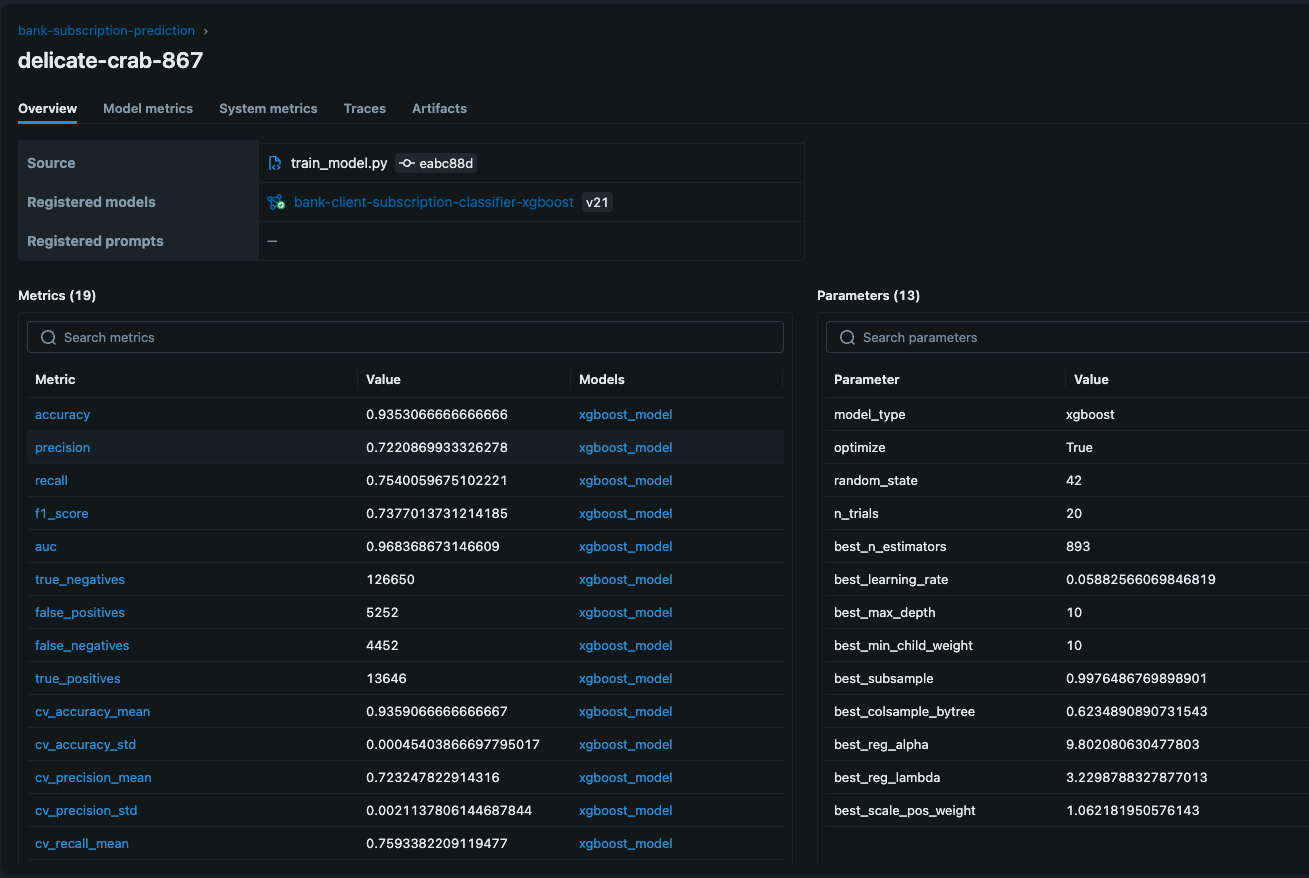 bank-subscription-prediction ›
delicate-crab-867
Overview Model metrics System metrics Traces Artifacts
Source train_model.py eabc88d
Registered models bank-client-subscription-classifier-xgboost v21
Registered prompts —
Metrics (19)
Search metrics
Metric Value Models
accuracy 0.9353066666666666 xgboost_model
precision 0.7220869933326278 xgboost_model
recall 0.7540059675102221 xgboost_model
f1_score 0.7377013731214185 xgboost_model
auc 0.968368673146609 xgboost_model
true_negatives 126650 xgboost_model
false_positives 5252 xgboost_model
false_negatives 4452 xgboost_model
true_positives 13646 xgboost_model
cv_accuracy_mean 0.9359066666666667 xgboost_model
cv_accuracy_std 0.00045403866697795017 xgboost_model
cv_precision_mean 0.723247822914316 xgboost_model
cv_precision_std 0.0021137806144687844 xgboost_model
cv_recall_mean 0.7593382209119477 xgboost_model
Parameters (13)
Search parameters
Parameter Value
model_type xgboost
optimize True
random_state 42
n_trials 20
best_n_estimators 893
best_learning_rate 0.05882566069846819
best_max_depth 10
best_min_child_weight 10
best_subsample 0.9976486769898901
best_colsample_bytree 0.6234890890731543
best_reg_alpha 9.802080630477803
best_reg_lambda 3.2298788327877013
best_scale_pos_weight 1.062181950576143